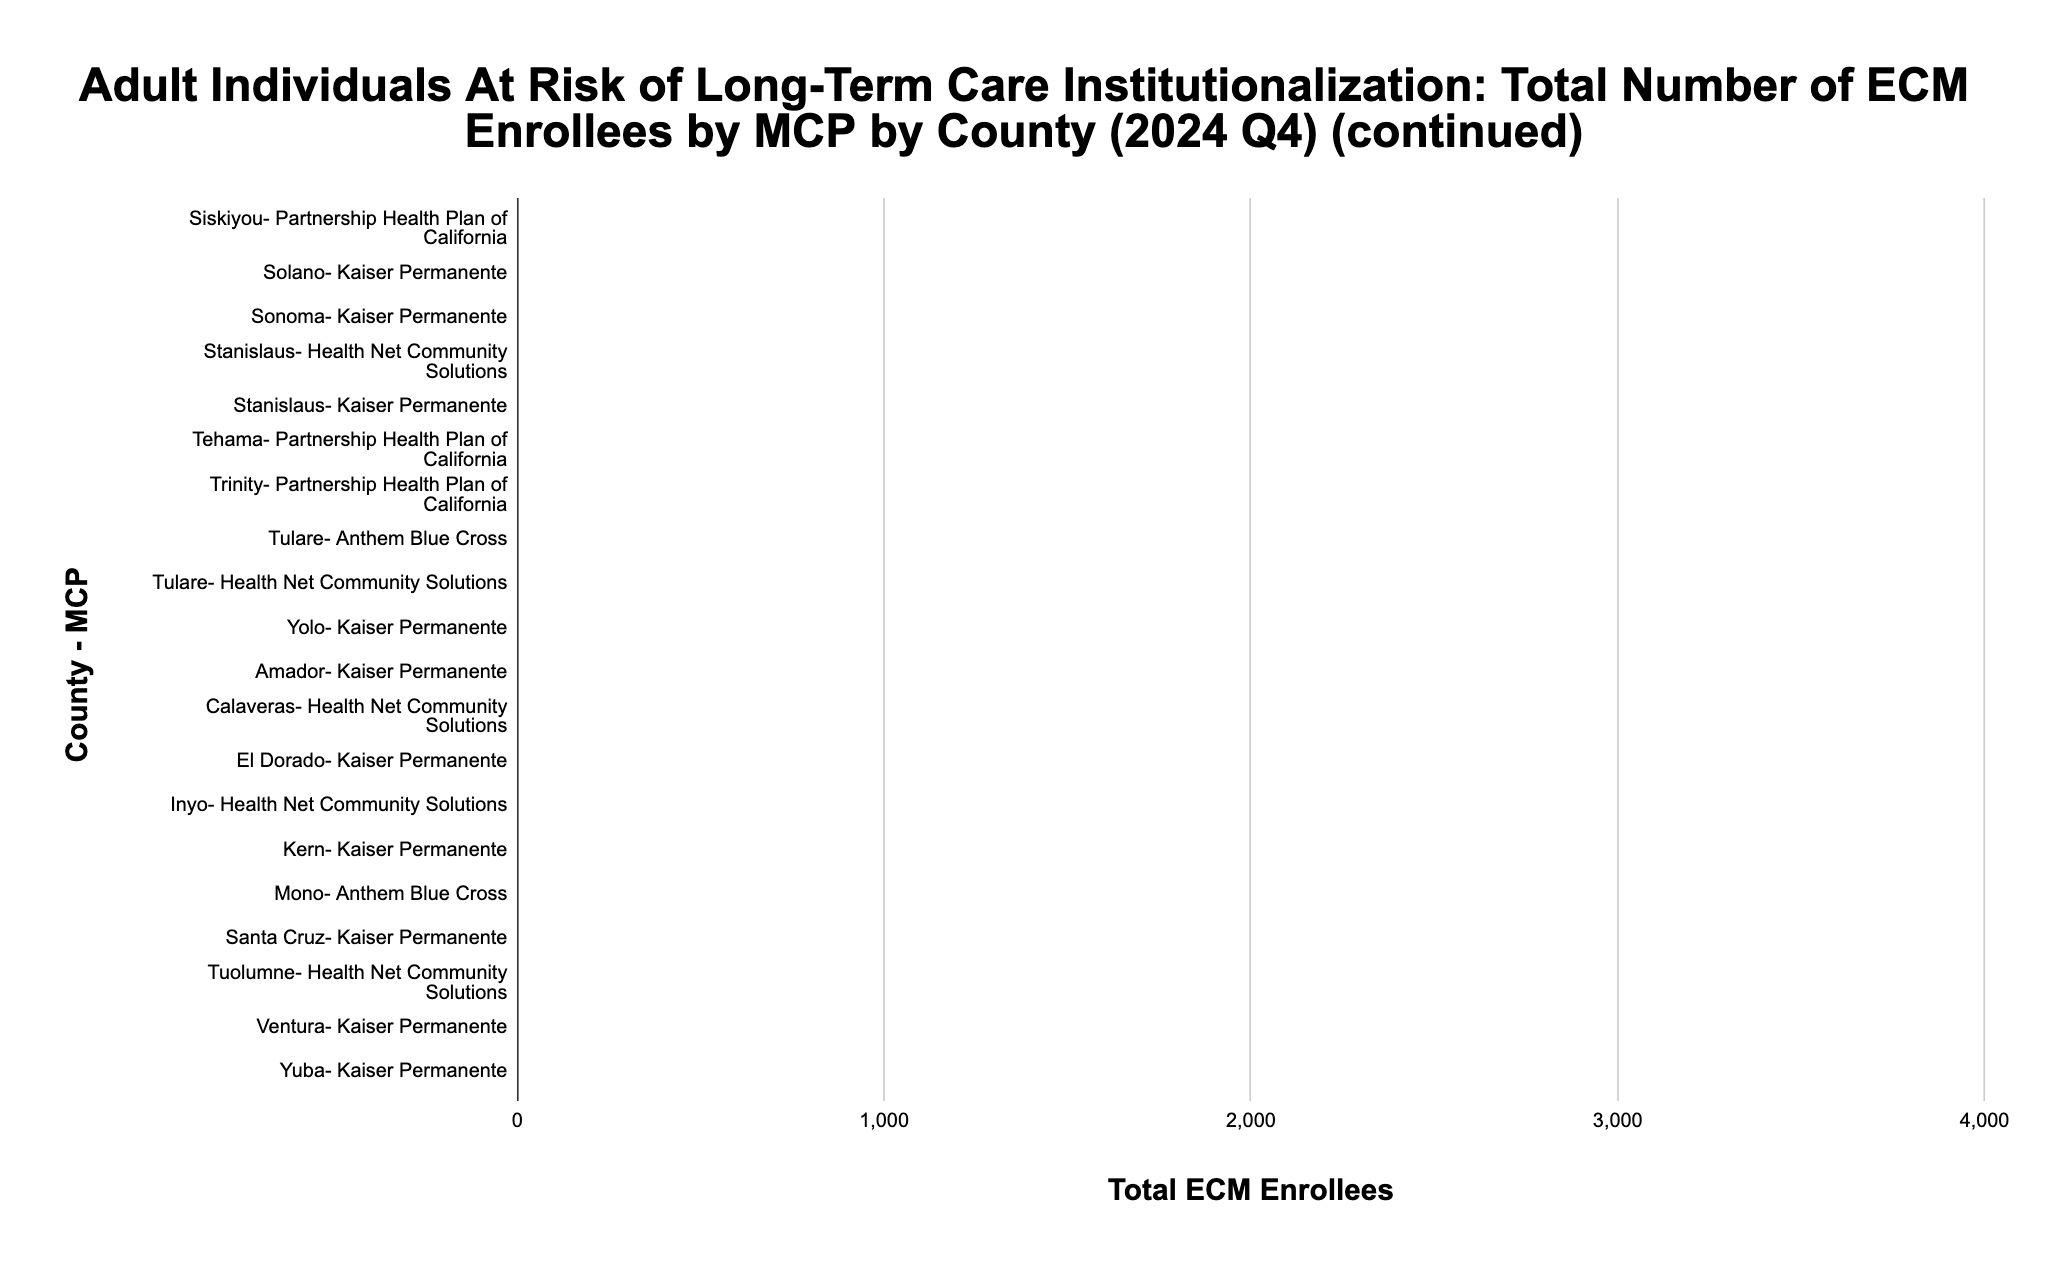 Adult Individuals At Risk of Long-Term Care Institutionalization: Total Number of ECM
Enrollees by MCP by County (2024 Q4) (continued)
County - MCP
Siskiyou- Partnership Health Plan of
California
Solano- Kaiser Permanente
Sonoma- Kaiser Permanente
Stanislaus- Health Net Community
Solutions
Stanislaus- Kaiser Permanente
Tehama- Partnership Health Plan of
California
Trinity- Partnership Health Plan of
California
Tulare- Anthem Blue Cross
Tulare- Health Net Community Solutions
Yolo- Kaiser Permanente
Amador- Kaiser Permanente
Calaveras- Health Net Community
Solutions
El Dorado- Kaiser Permanente
Inyo- Health Net Community Solutions
Kern- Kaiser Permanente
Mono- Anthem Blue Cross
Santa Cruz- Kaiser Permanente
Tuolumne- Health Net Community
Solutions
Ventura- Kaiser Permanente
Yuba- Kaiser Permanente
0 1,000 2,000 3,000 4,000
Total ECM Enrollees